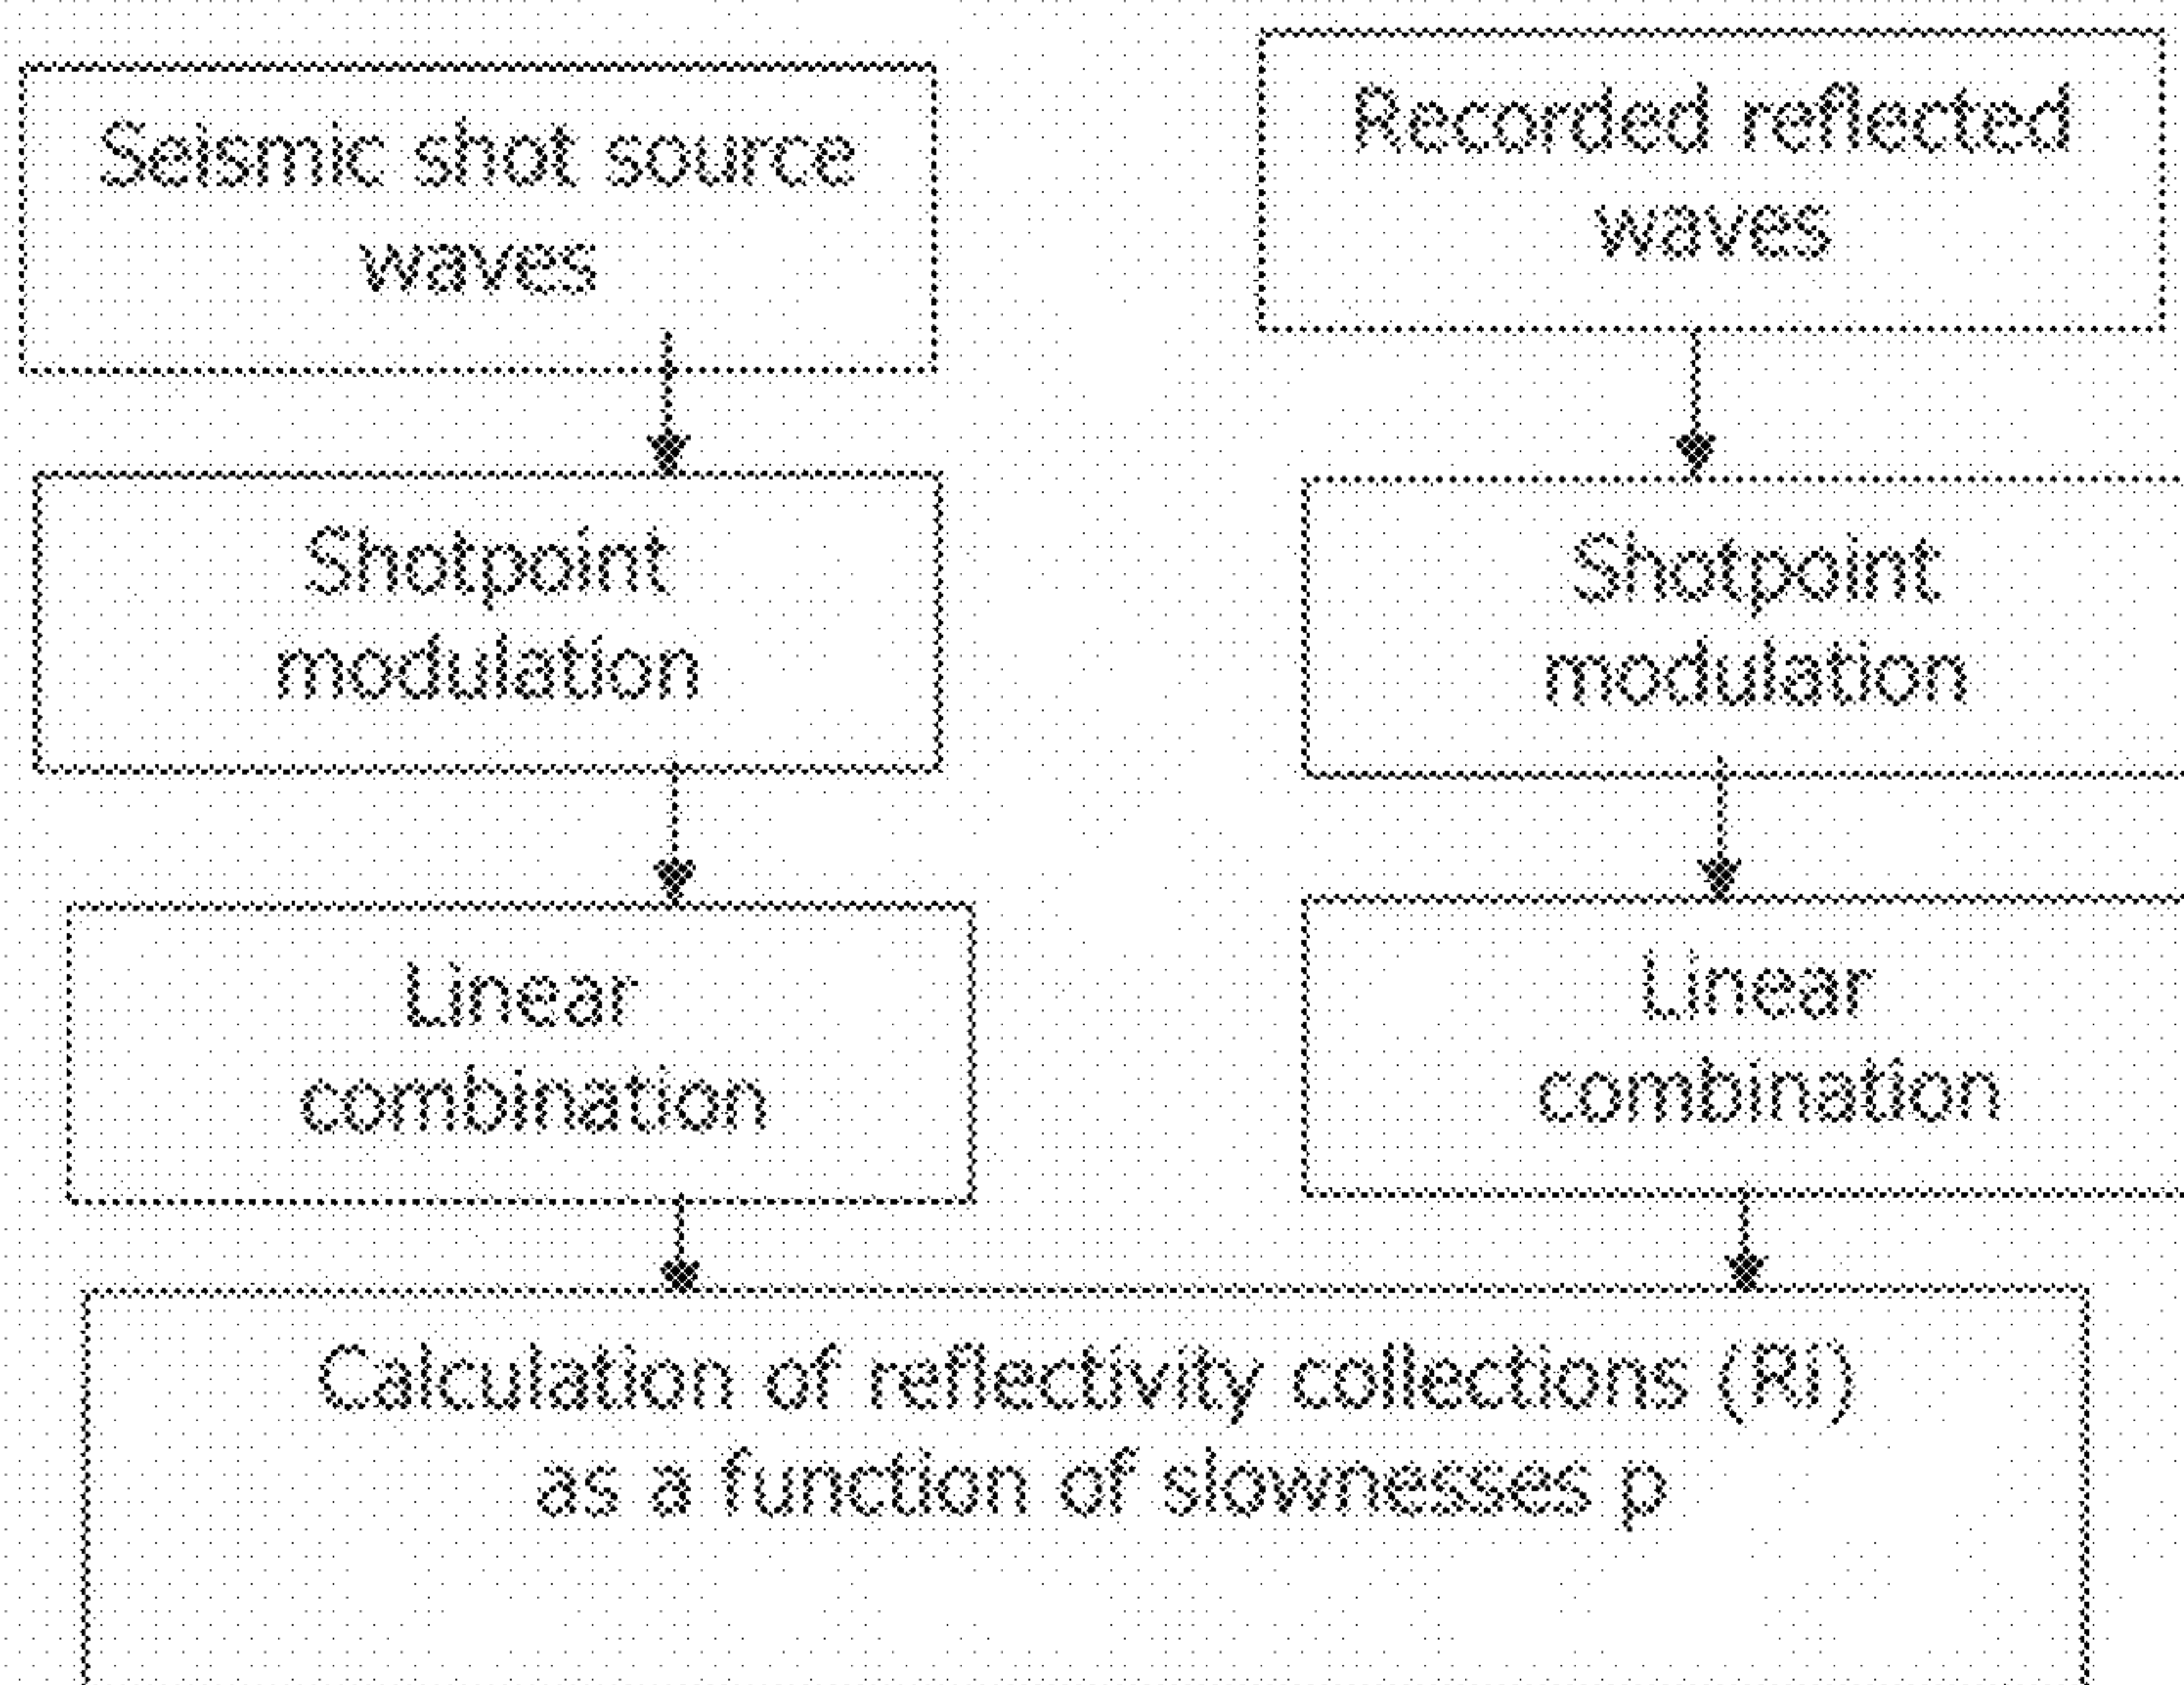 Seismic shot source
waves
Recorded reflected
waves
Shotpoint
modulation
Shotpoint
modulation
Linear
combination
Linear
combination
Calculation of reflectivity collections (Ri)
as a function of slownesses p